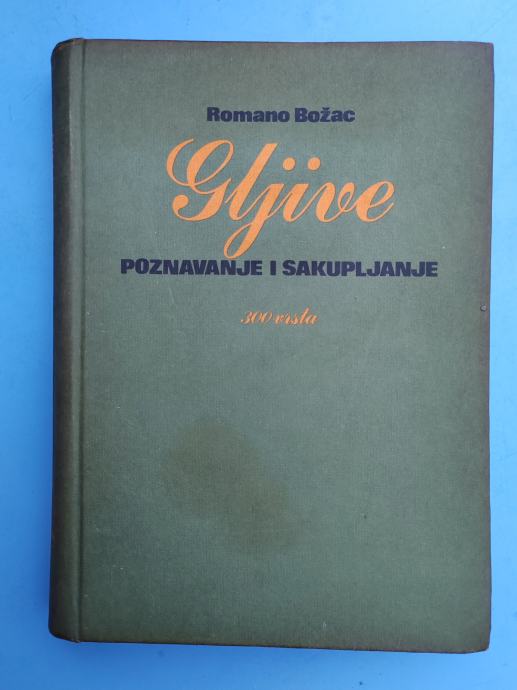 Romano Božac
Gljive
POZNAVANJE I SAKUPLJANJE
300 vrsta